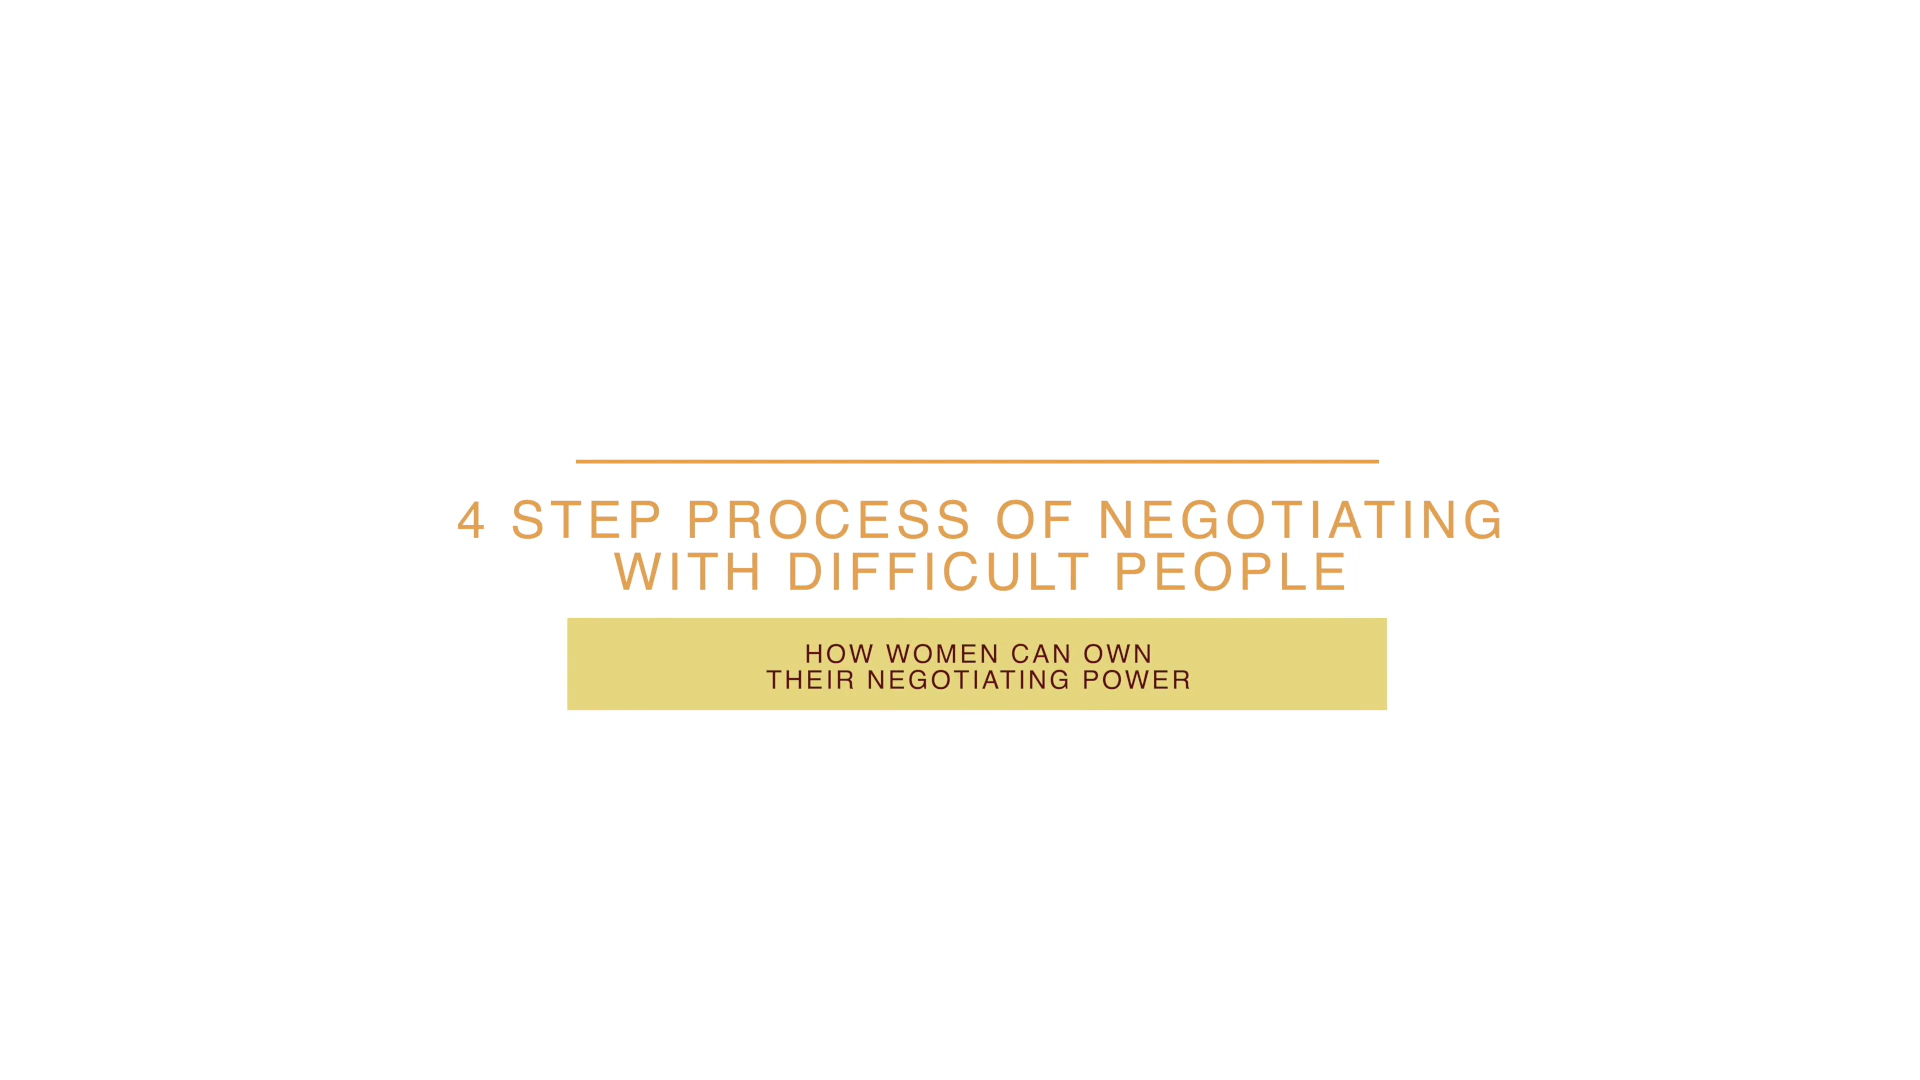 4 STEP PROCESS OF NEGOTIATING
WITH DIFFICULT PEOPLE
HOW WOMEN CAN OWN
THEIR NEGOTIATING POWER